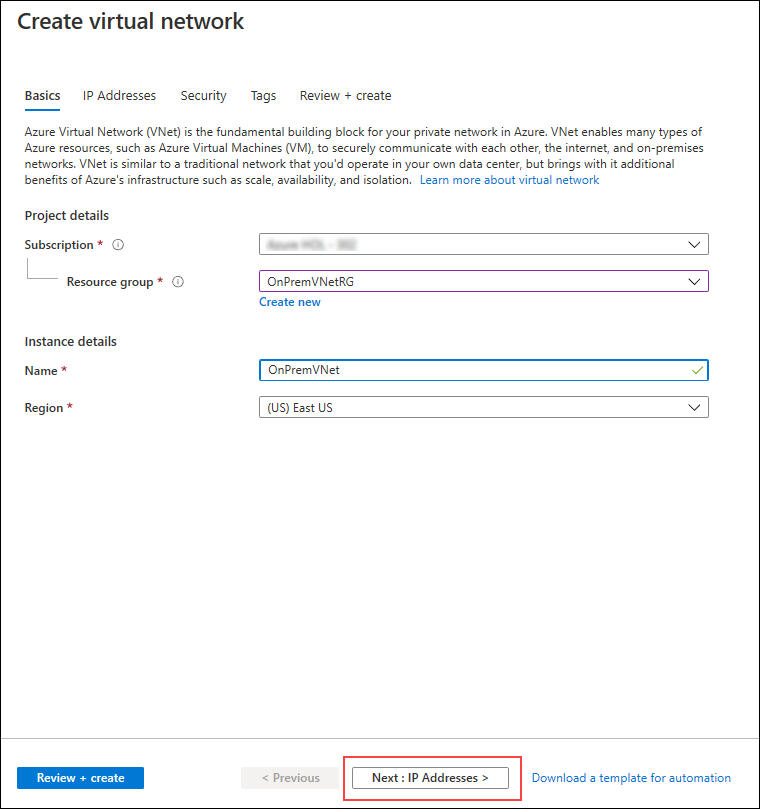 Create virtual network
Basics IP Addresses Security Tags Review + create
Azure Virtual Network (VNet) is the fundamental building block for your private network in Azure. VNet enables many types of
Azure resources, such as Azure Virtual Machines (VM), to securely communicate with each other, the internet, and on-premises
networks. VNet is similar to a traditional network that you'd operate in your own data center, but brings with it additional
benefits of Azure's infrastructure such as scale, availability, and isolation. Learn more about virtual network
Project details
Subscription *
Resource group * OnPremVNetRG
Create new
Instance details
Name * OnPremVNet
Region * (US) East US
Review + create < Previous Next : IP Addresses > Download a template for automation